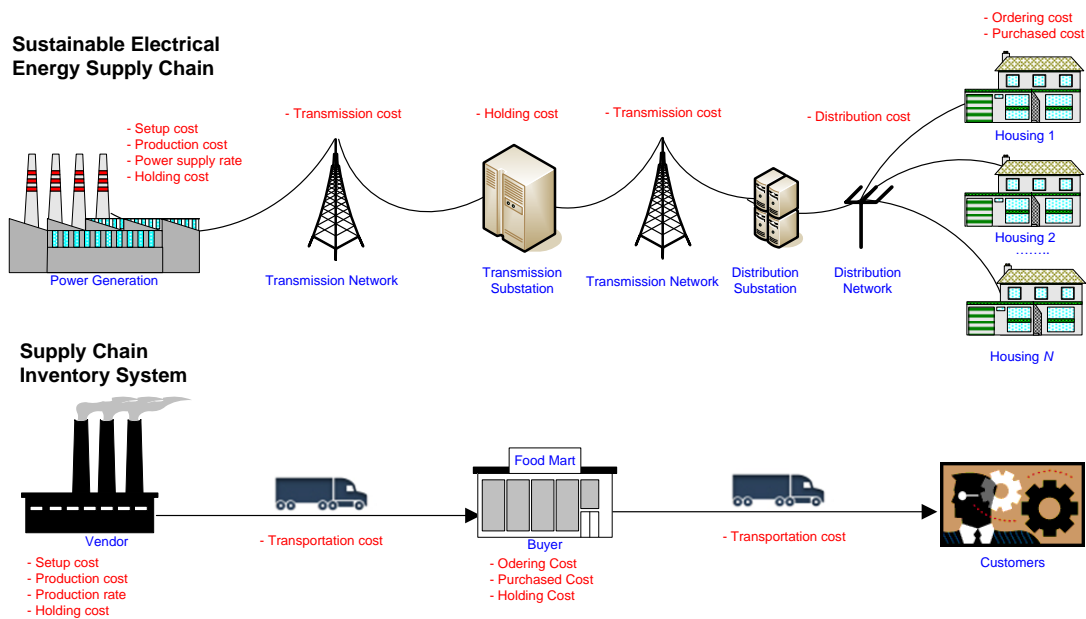 Sustainable Electrical
Energy Supply Chain
- Setup cost
- Production cost
- Power supply rate
- Holding cost
Power Generation
- Transmission cost
Transmission Network
- Holding cost
Transmission
Substation
- Transmission cost
Transmission Network
Distribution
Substation
- Distribution cost
Distribution
Network
- Ordering cost
- Purchased cost
Housing 1
Housing 2
........
Housing N
Supply Chain
Inventory System
Vendor
- Setup cost
- Production cost
- Production rate
- Holding cost
- Transportation cost
Food Mart
Buyer
- Odering Cost
- Purchased Cost
- Holding Cost
- Transportation cost
Customers